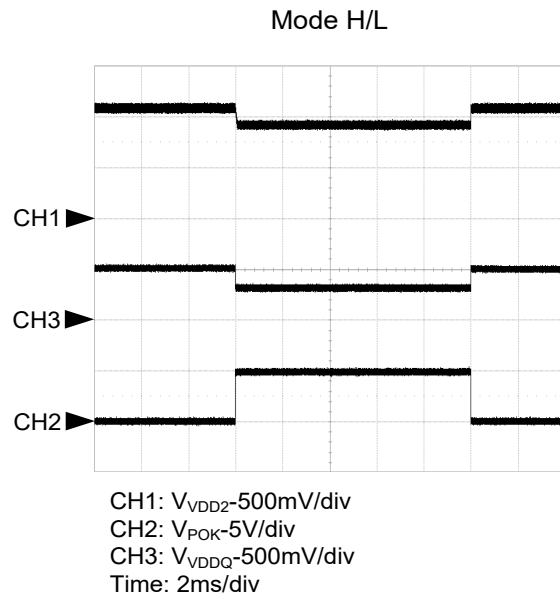 Mode H/L
CH1
CH3
CH2
CH1: VVDD2-500mV/div
CH2: VPOK-5V/div
CH3: VVDDQ-500mV/div
Time: 2ms/div